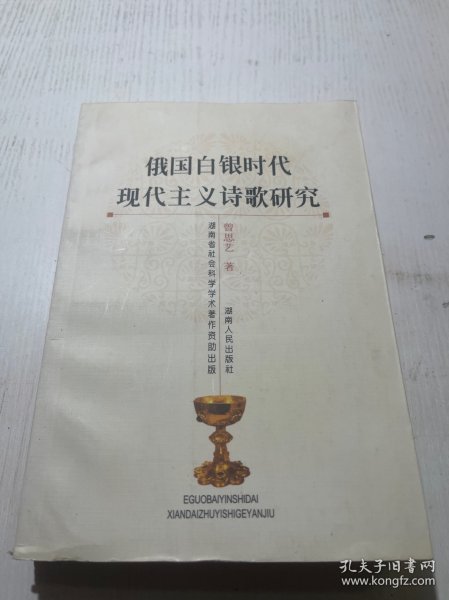 俄国白银时代
现代主义诗歌研究
曾思艺 著
湖南人民出版社
湖南省社会科学学术著作资助出版
EGUOBAIYINSHIDAI
XIANDAIZHUYISHIGEYANJIU
孔夫子旧书网
www.kongfz.com